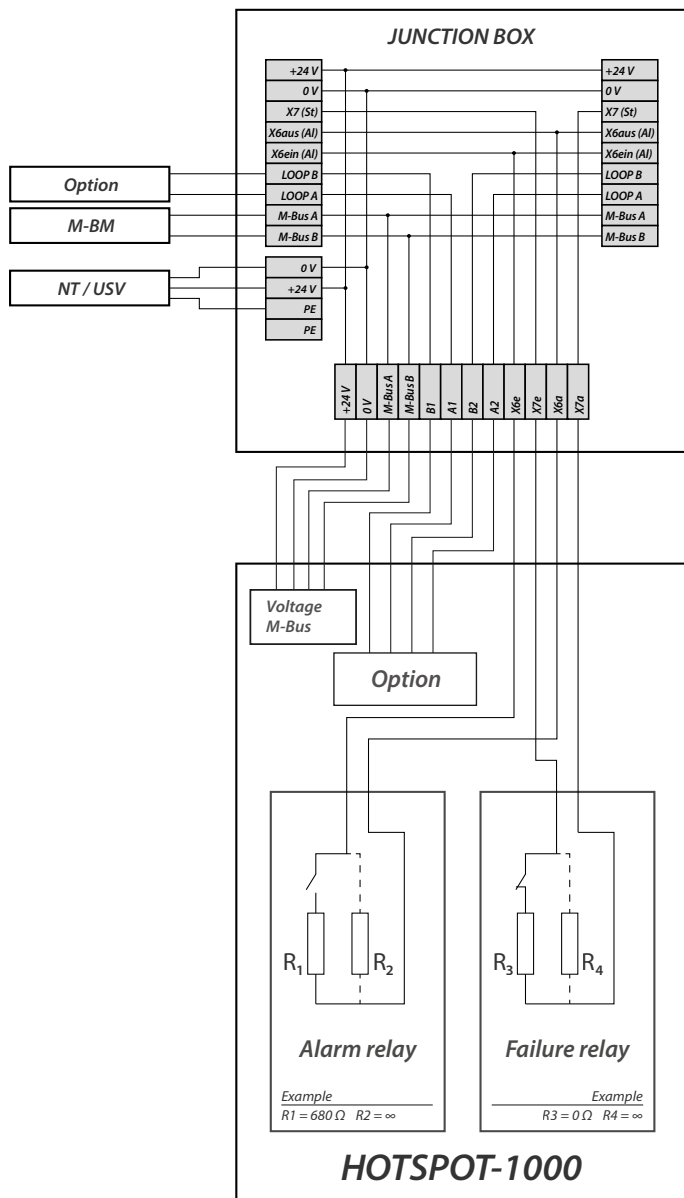 JUNCTION BOX
+24 V
0 V
X7 (St)
X6aus (Al)
X6ein (Al)
LOOP B
LOOP A
M-Bus A
M-Bus B
+24 V
0 V
X7 (St)
X6aus (Al)
X6ein (Al)
LOOP B
LOOP A
M-Bus A
M-Bus B
Option
M-BM
NT / USV
0 V
+24 V
PE
PE
+24 V
0 V
M-Bus A
M-Bus B
B1
A1
B2
A2
X6e
X7e
X6a
X7a
Voltage
M-Bus
Option
R1
R2
R3
R4
Alarm relay
Failure relay
Example
R1 = 680 Ω R2 = ∞
Example
R3 = 0 Ω R4 = ∞
HOTSPOT-1000